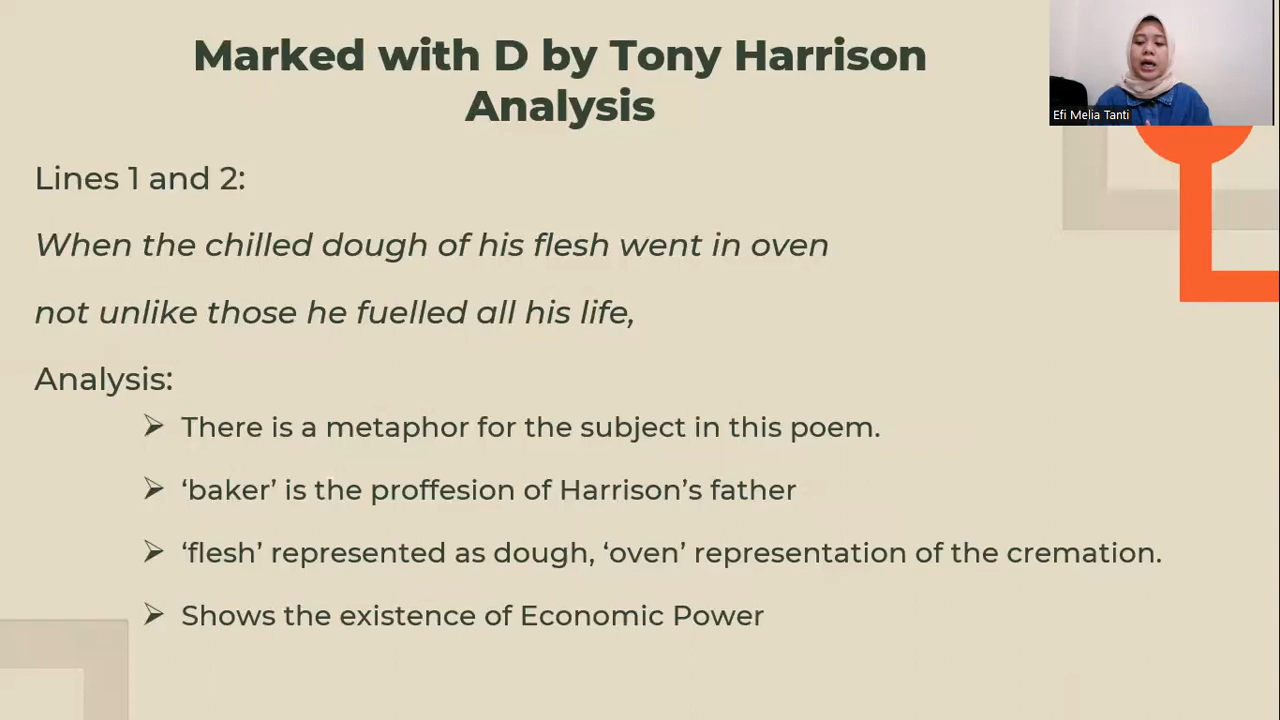 Marked with D by Tony Harrison
Analysis
Efi Melia Tanti
Lines 1 and 2:
When the chilled dough of his flesh went in oven
not unlike those he fuelled all his life,
Analysis:
➢ There is a metaphor for the subject in this poem.
➢ ‘baker’ is the proffesion of Harrison’s father
➢ ‘flesh’ represented as dough, ‘oven’ representation of the cremation.
➢ Shows the existence of Economic Power